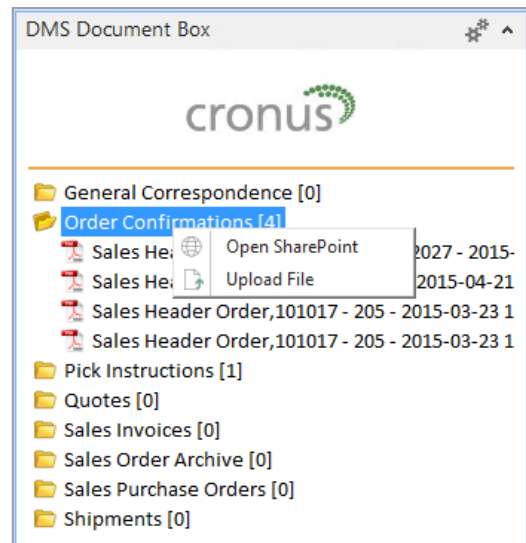 DMS Document Box
cronus
General Correspondence [0]
Order Confirmations [4]
Sales Hea 2027 - 2015-
Open SharePoint
Sales Hea 2015-04-21
Upload File
Sales Header Order,101017 - 205 - 2015-03-23 1
Sales Header Order,101017 - 205 - 2015-03-23 1
Pick Instructions [1]
Quotes [0]
Sales Invoices [0]
Sales Order Archive [0]
Sales Purchase Orders [0]
Shipments [0]